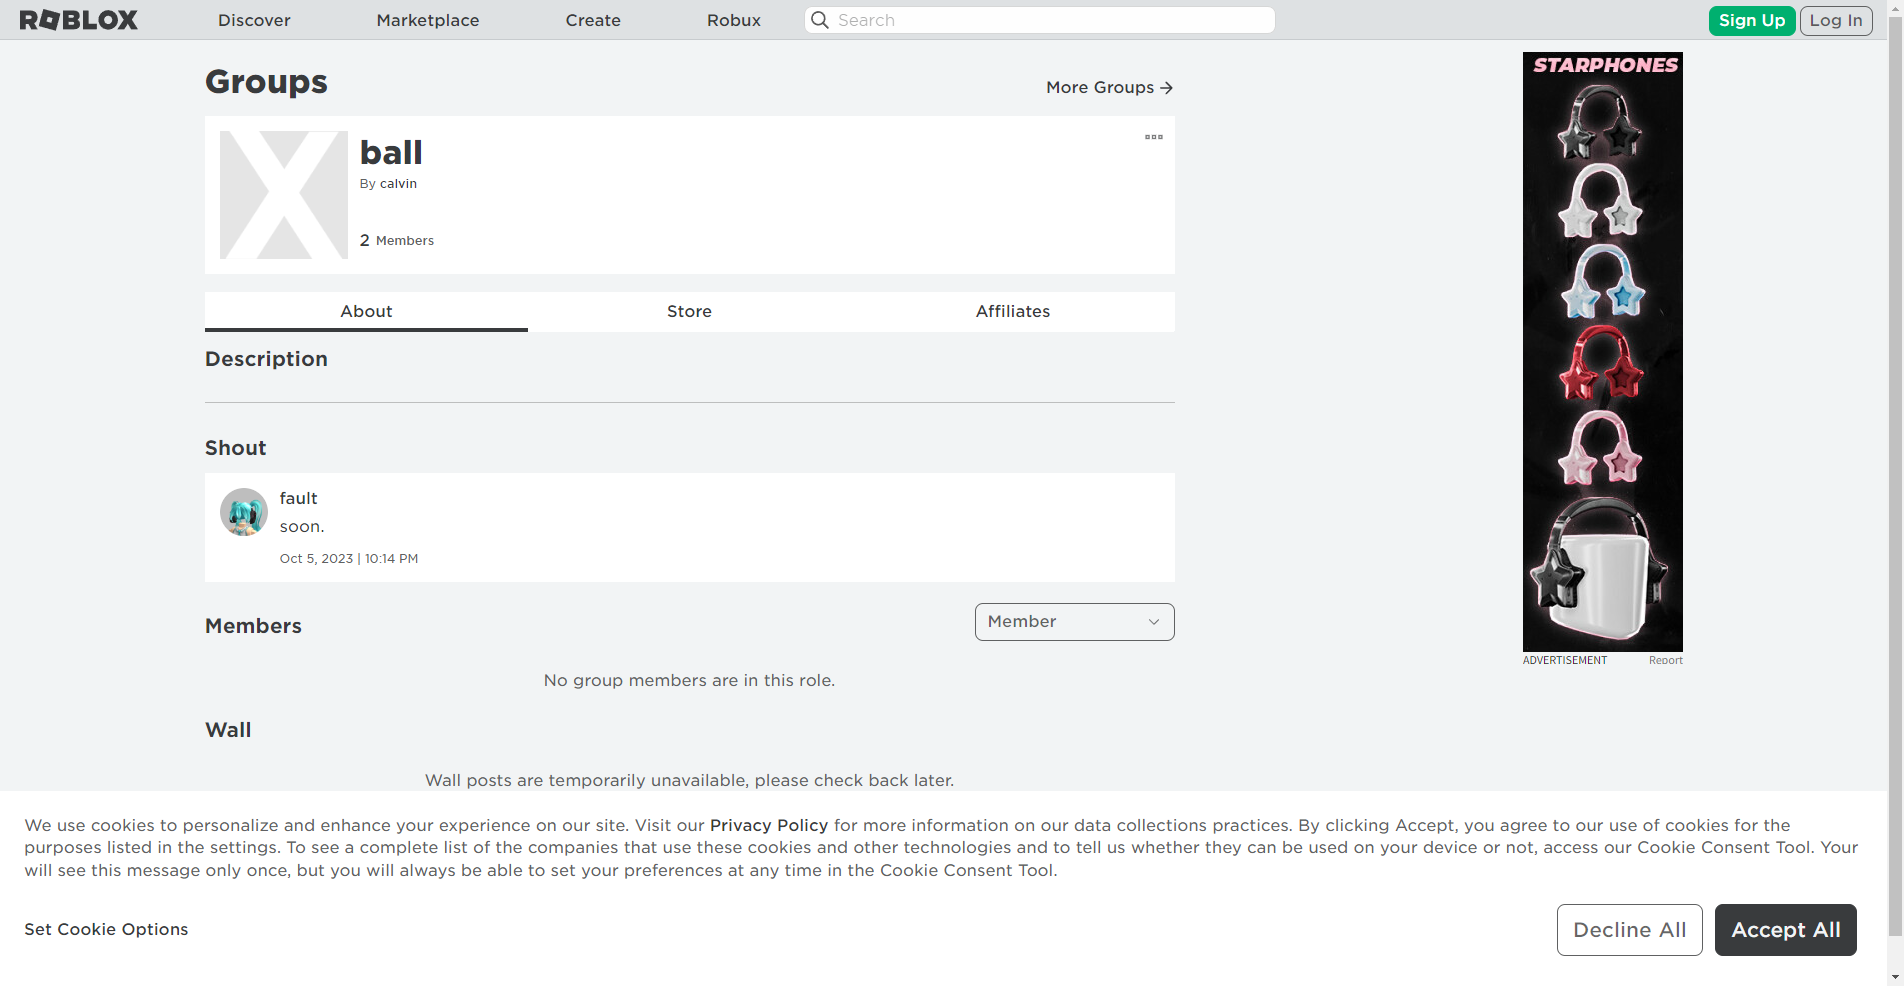 ROBLOX
Discover
Marketplace
Create
Robux
Search
Sign Up
Log In
Groups
More Groups →
ball
By calvin
2 Members
About
Store
Affiliates
Description
Shout
fault
soon.
Oct 5, 2023 | 10:14 PM
Members
Member
No group members are in this role.
Wall
Wall posts are temporarily unavailable, please check back later.
STARPHONES
ADVERTISEMENT
Report
We use cookies to personalize and enhance your experience on our site. Visit our Privacy Policy for more information on our data collections practices. By clicking Accept, you agree to our use of cookies for the
purposes listed in the settings. To see a complete list of the companies that use these cookies and other technologies and to tell us whether they can be used on your device or not, access our Cookie Consent Tool. Your
will see this message only once, but you will always be able to set your preferences at any time in the Cookie Consent Tool.
Set Cookie Options
Decline All
Accept All